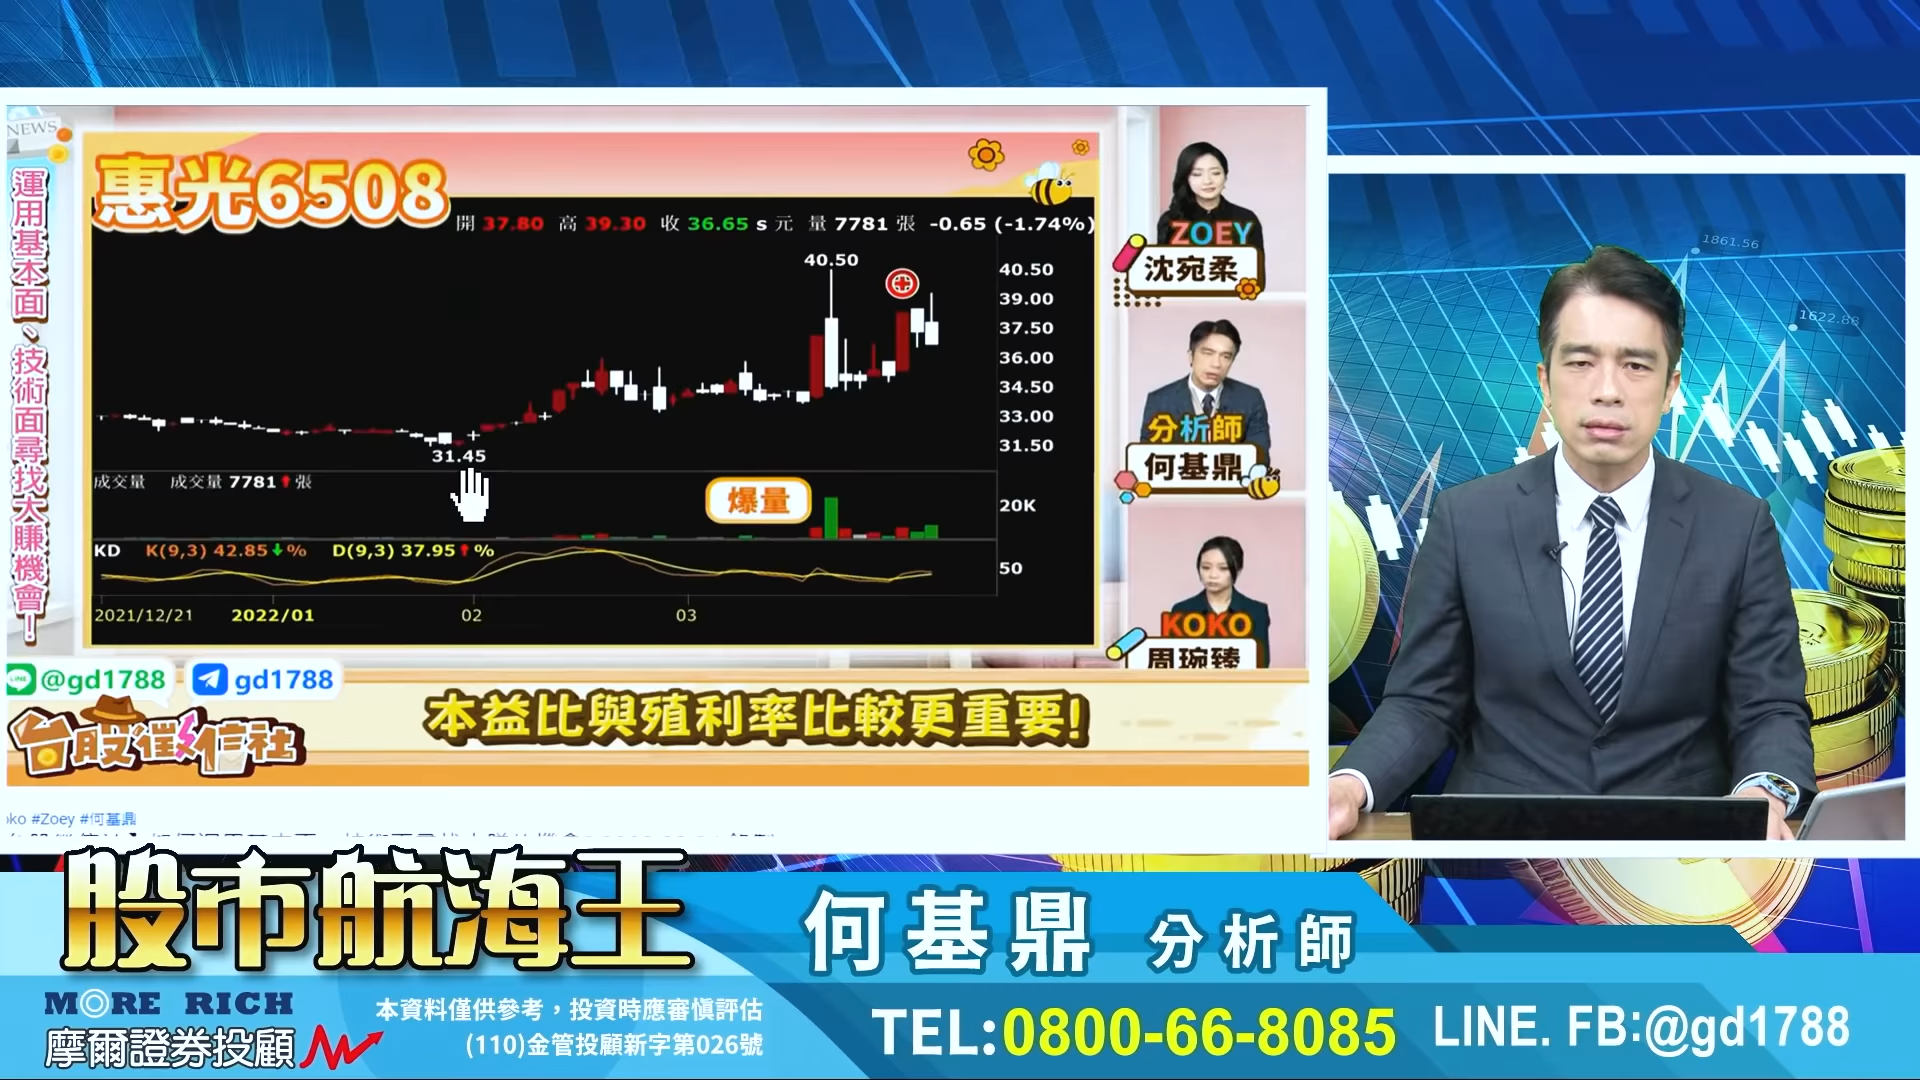 NEWS
運用基本面、技術面尋找大賺機會!
惠光6508
開 37.80 高 39.30 收 36.65 s 元 量 7781 張 -0.65 (-1.74%)
40.50
40.50
39.00
37.50
36.00
34.50
33.00
31.50
31.45
成交量 成交量 7781 張
爆量
20K
KD K(9,3) 42.85 % D(9,3) 37.95 %
50
2021/12/21 2022/01 02 03
ZOEY
沈宛柔
分析師
何基鼎
KOKO
周琬臻
LINE @gd1788 gd1788
台股徵信社
本益比與殖利率比較更重要!
#Zoey #何基鼎
1861.56
1622.88
股市航海王
何基鼎 分析師
MORE RICH
摩爾證券投顧
本資料僅供參考，投資時應審慎評估
(110)金管投顧新字第026號
TEL:0800-66-8085
LINE. FB:@gd1788